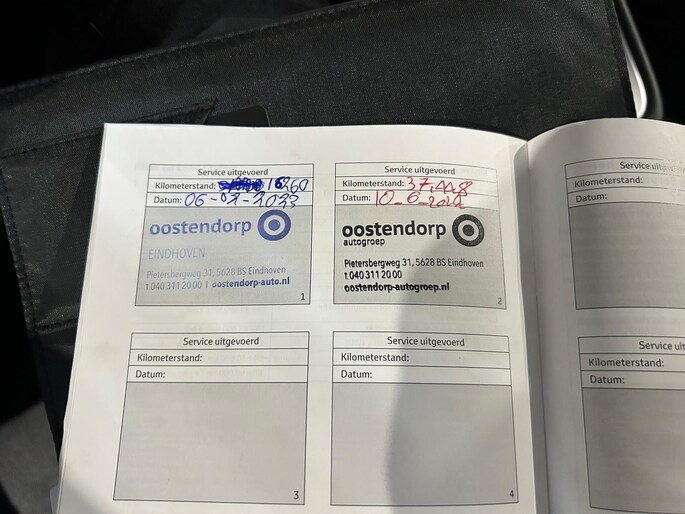 Service uitgevoerd
Kilometerstand: 16260
Datum: 06-07-2023
oostendorp
EINDHOVEN
Pietersbergweg 31, 5628 BS Eindhoven
t 040 311 20 00 | oostendorp-auto.nl
1
Service uitgevoerd
Kilometerstand: 37,448
Datum: 10-6-2024
oostendorp
autogroep
Pietersbergweg 31, 5628 BS Eindhoven
t 040 311 20 00
oostendorp-autogroep.nl
2
Service
Kilometerstand:
Datum:
Service uitgevoerd
Kilometerstand:
Datum:
3
Service uitgevoerd
Kilometerstand:
Datum:
4
Service uit
Kilometerstand:
Datum: